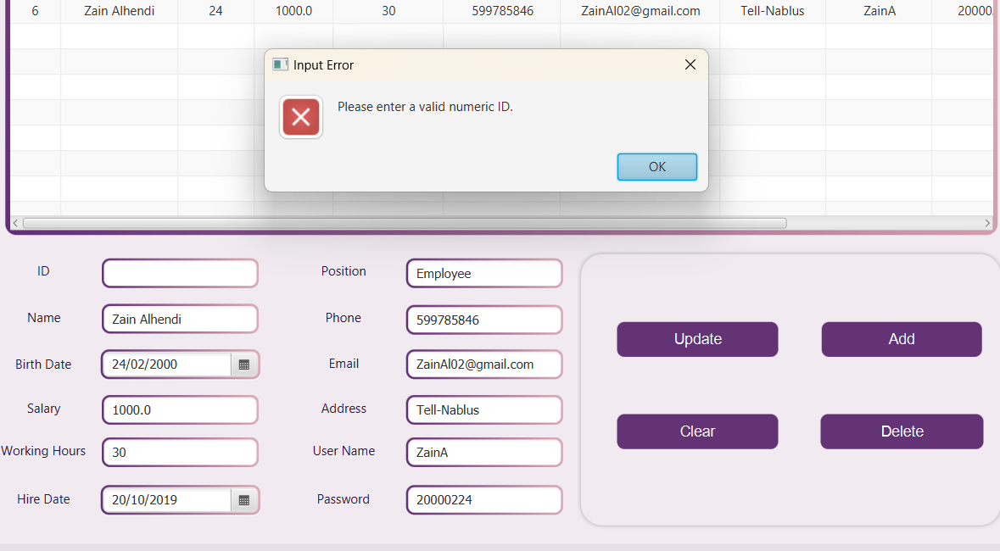 6 Zain Alhendi 24 1000.0 30 599785846 ZainAl02@gmail.com Tell-Nablus ZainA 20000
Input Error
Please enter a valid numeric ID.
OK
ID Position Employee
Name Zain Alhendi Phone 599785846
Birth Date 24/02/2000 Email ZainAl02@gmail.com
Salary 1000.0 Address Tell-Nablus
Working Hours 30 User Name ZainA
Hire Date 20/10/2019 Password 20000224
Update Add
Clear Delete